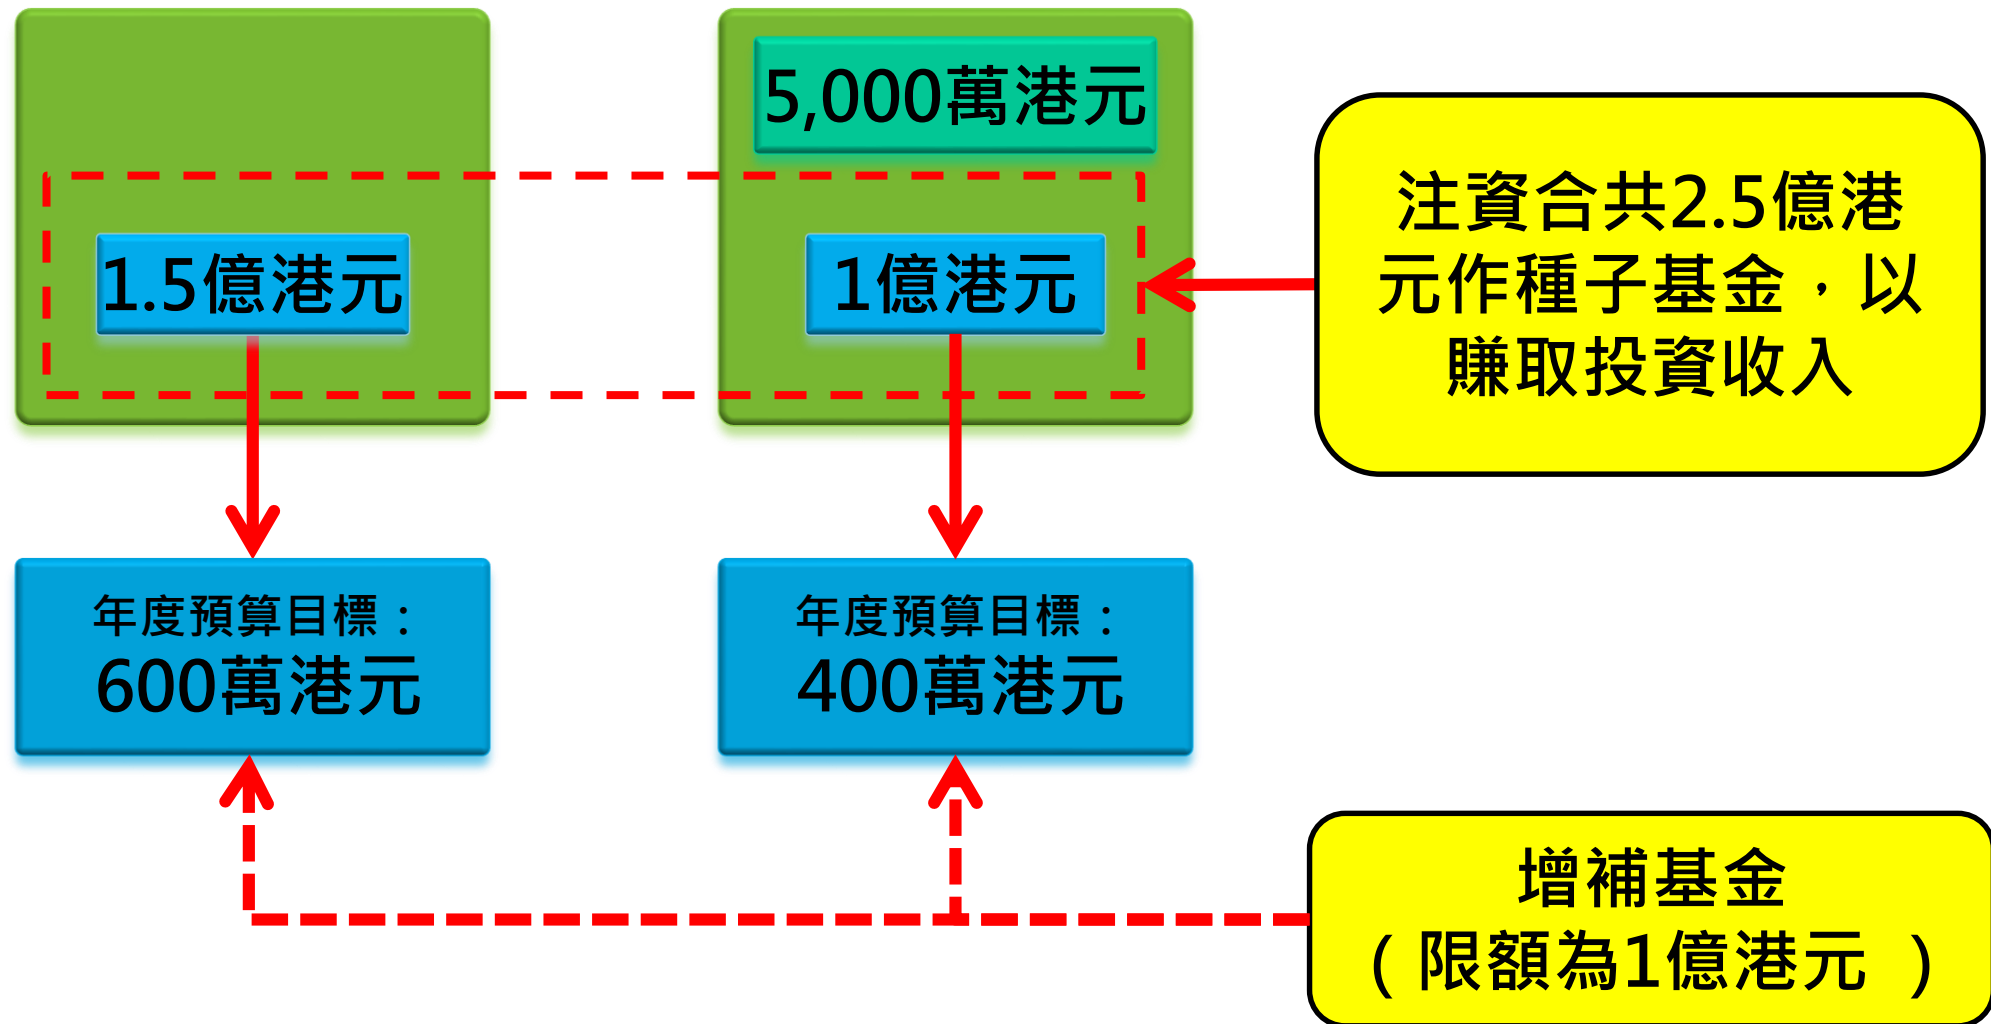 5,000萬港元
1.5億港元
1億港元
注資合共2.5億港
元作種子基金，以
賺取投資收入
年度預算目標：
600萬港元
年度預算目標：
400萬港元
增補基金
（限額為1億港元 ）